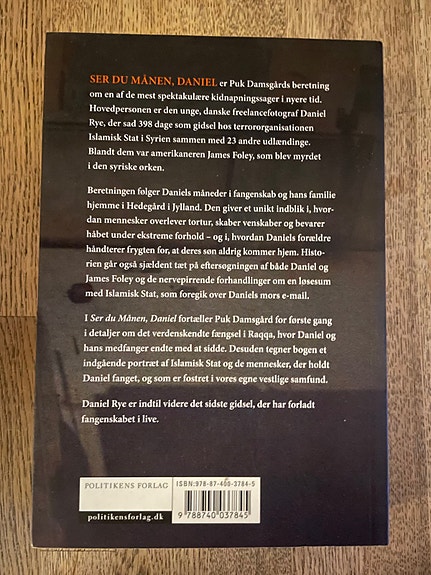 SER DU MÅNEN, DANIEL er Puk Damsgårds beretning
om en af de mest spektakulære kidnapningssager i nyere tid.
Hovedpersonen er den unge, danske freelancefotograf Daniel
Rye, der sad 398 dage som gidsel hos terrororganisationen
Islamisk Stat i Syrien sammen med 23 andre udlændinge.
Blandt dem var amerikaneren James Foley, som blev myrdet
i den syriske ørken.
Beretningen følger Daniels måneder i fangenskab og hans familie
hjemme i Hedegård i Jylland. Den giver et unikt indblik i, hvor-
dan mennesker overlever tortur, skaber venskaber og bevarer
håbet under ekstreme forhold – og i, hvordan Daniels forældre
håndterer frygten for, at deres søn aldrig kommer hjem. Histo-
rien går også sjældent tæt på eftersøgningen af både Daniel og
James Foley og de nervepirrende forhandlinger om en løsesum
med Islamisk Stat, som foregik over Daniels mors e-mail.
I Ser du Månen, Daniel fortæller Puk Damsgård for første gang
i detaljer om det verdenskendte fængsel i Raqqa, hvor Daniel og
hans medfanger endte med at sidde. Desuden tegner bogen et
indgående portræt af Islamisk Stat og de mennesker, der holdt
Daniel fanget, og som er fostret i vores egne vestlige samfund.
Daniel Rye er indtil videre det sidste gidsel, der har forladt
fangenskabet i live.
POLITIKENS FORLAG
politikensforlag.dk
ISBN:978-87-400-3784-5
9 788740 037845